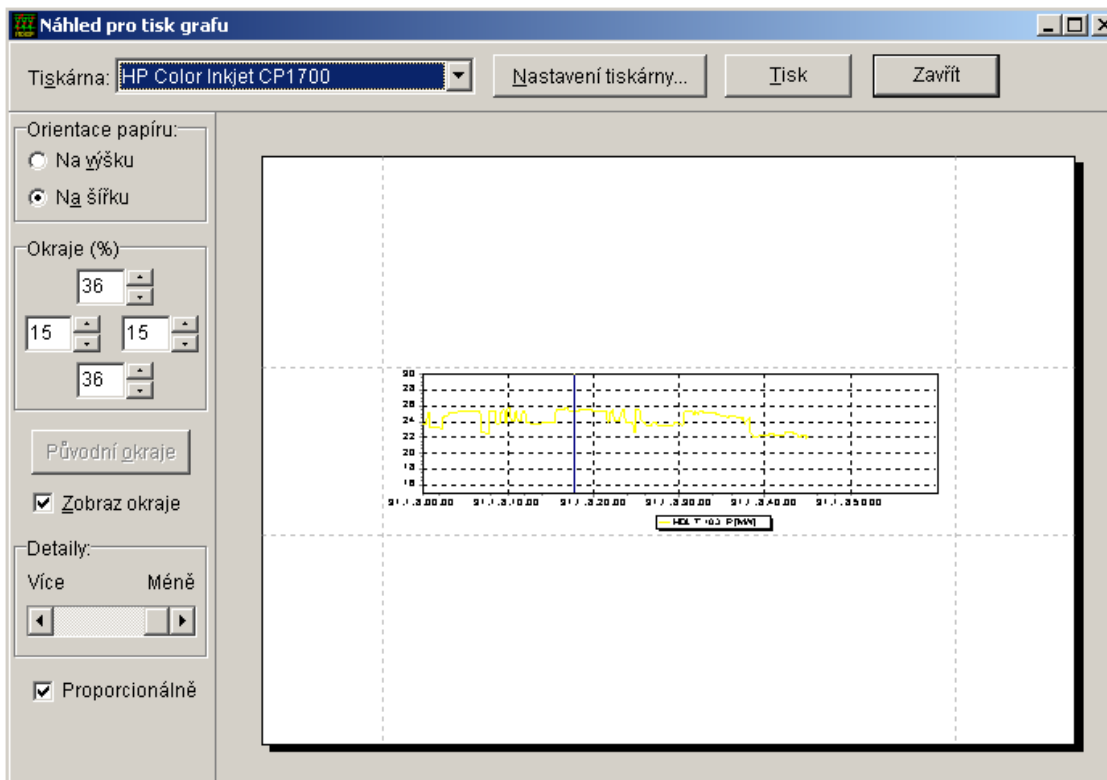 Náhled pro tisk grafu
Tiskárna: HP Color Inkjet CP1700 Nastavení tiskárny... Tisk Zavřít
Orientace papíru:
Na výšku
Na šířku
Okraje (%)
36
15 15
36
Původní okraje
Zobraz okraje
Detaily:
Více Méně
Proporcionálně
30
28
26
24
22
20
18
16